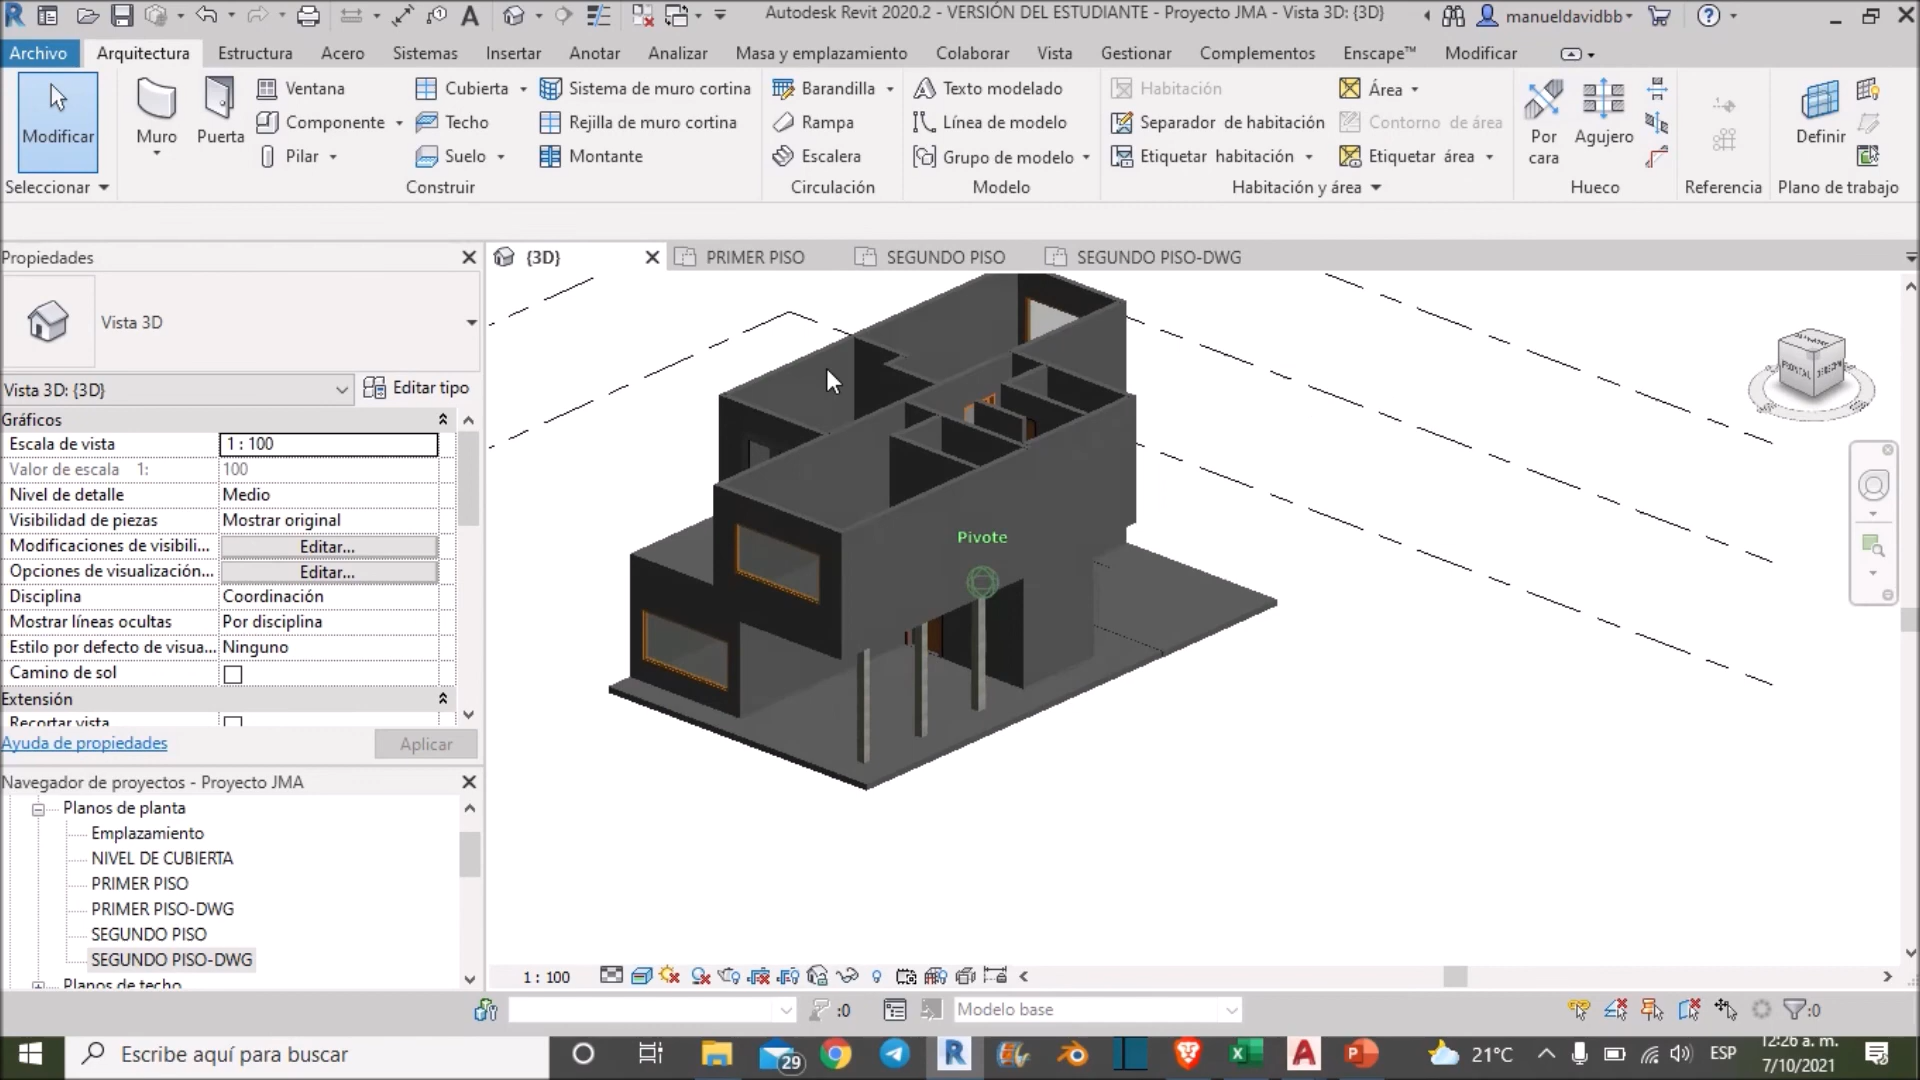 Autodesk Revit 2020.2 - VERSIÓN DEL ESTUDIANTE - Proyecto JMA - Vista 3D: {3D}
manueldavidbb
Archivo Arquitectura Estructura Acero Sistemas Insertar Anotar Analizar Masa y emplazamiento Colaborar Vista Gestionar Complementos Enscape™ Modificar
Modificar
Muro
Puerta
Ventana
Componente
Pilar
Cubierta
Techo
Suelo
Sistema de muro cortina
Rejilla de muro cortina
Montante
Barandilla
Rampa
Escalera
Texto modelado
Línea de modelo
Grupo de modelo
Habitación
Separador de habitación
Etiquetar habitación
Área
Contorno de área
Etiquetar área
Por cara
Agujero
Definir
Seleccionar Construir Circulación Modelo Habitación y área Hueco Referencia Plano de trabajo
Propiedades
{3D} PRIMER PISO SEGUNDO PISO SEGUNDO PISO-DWG
Vista 3D
Vista 3D: {3D} Editar tipo
Gráficos
Escala de vista 1 : 100
Valor de escala 1: 100
Nivel de detalle Medio
Visibilidad de piezas Mostrar original
Modificaciones de visibili... Editar...
Opciones de visualización... Editar...
Disciplina Coordinación
Mostrar líneas ocultas Por disciplina
Estilo por defecto de visua... Ninguno
Camino de sol
Extensión
Recortar vista
Ayuda de propiedades Aplicar
Pivote
FRONTAL
Navegador de proyectos - Proyecto JMA
Planos de planta
Emplazamiento
NIVEL DE CUBIERTA
PRIMER PISO
PRIMER PISO-DWG
SEGUNDO PISO
SEGUNDO PISO-DWG
Planos de techo
1 : 100
:0
Modelo base
:0
Escribe aquí para buscar
29
21°C
ESP
12:26 a. m.
7/10/2021